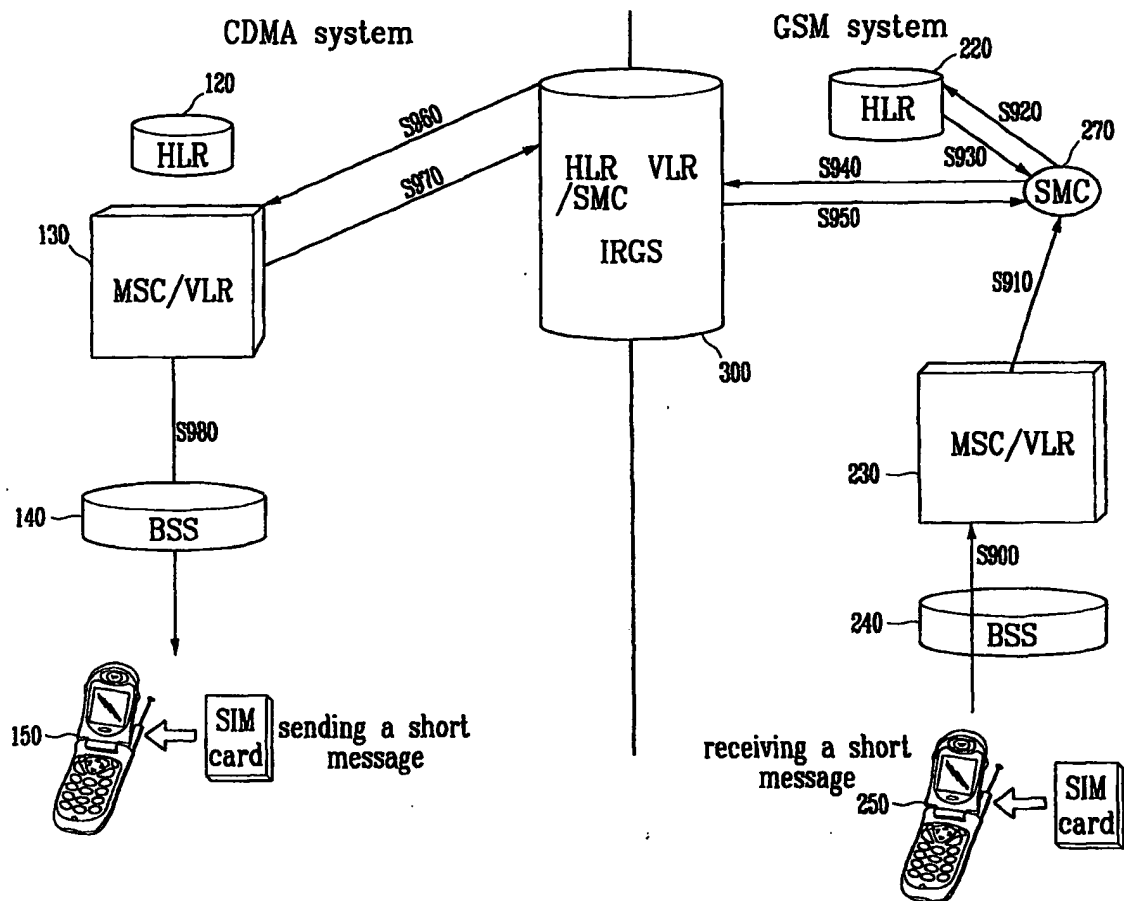 CDMA system
GSM system
120
HLR
S960
S970
130
MSC/VLR
S980
140
BSS
150
SIM
card
sending a short
message
HLR VLR
/SMC
IRGS
300
220
HLR
S920
S930
270
SMC
S940
S950
S910
MSC/VLR
230
S900
240
BSS
receiving a short
message
250
SIM
card